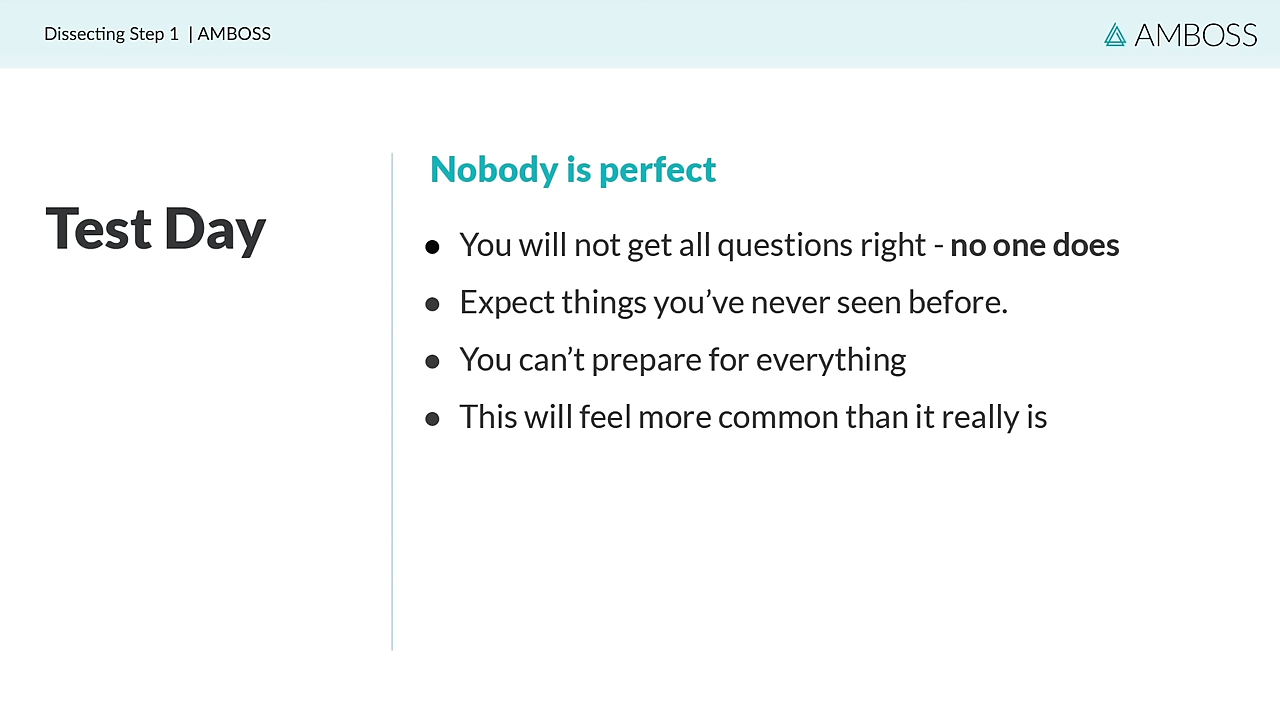 Dissecting Step 1 | AMBOSS
AMBOSS
Test Day
Nobody is perfect
● You will not get all questions right - no one does
● Expect things you’ve never seen before.
● You can’t prepare for everything
● This will feel more common than it really is